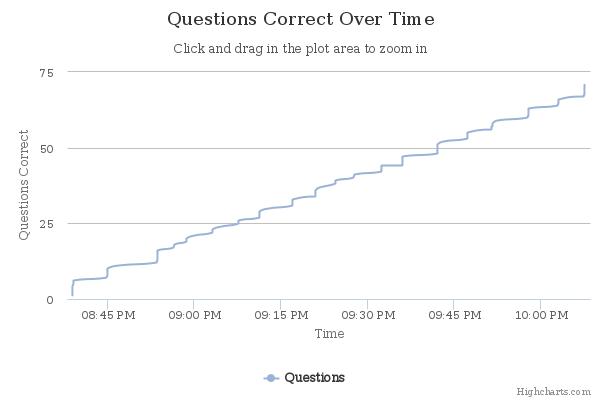 Questions Correct Over Time
Click and drag in the plot area to zoom in
Questions Correct
75
50
25
0
08:45 PM
09:00 PM
09:15 PM
09:30 PM
09:45 PM
10:00 PM
Time
Questions
Highcharts.com